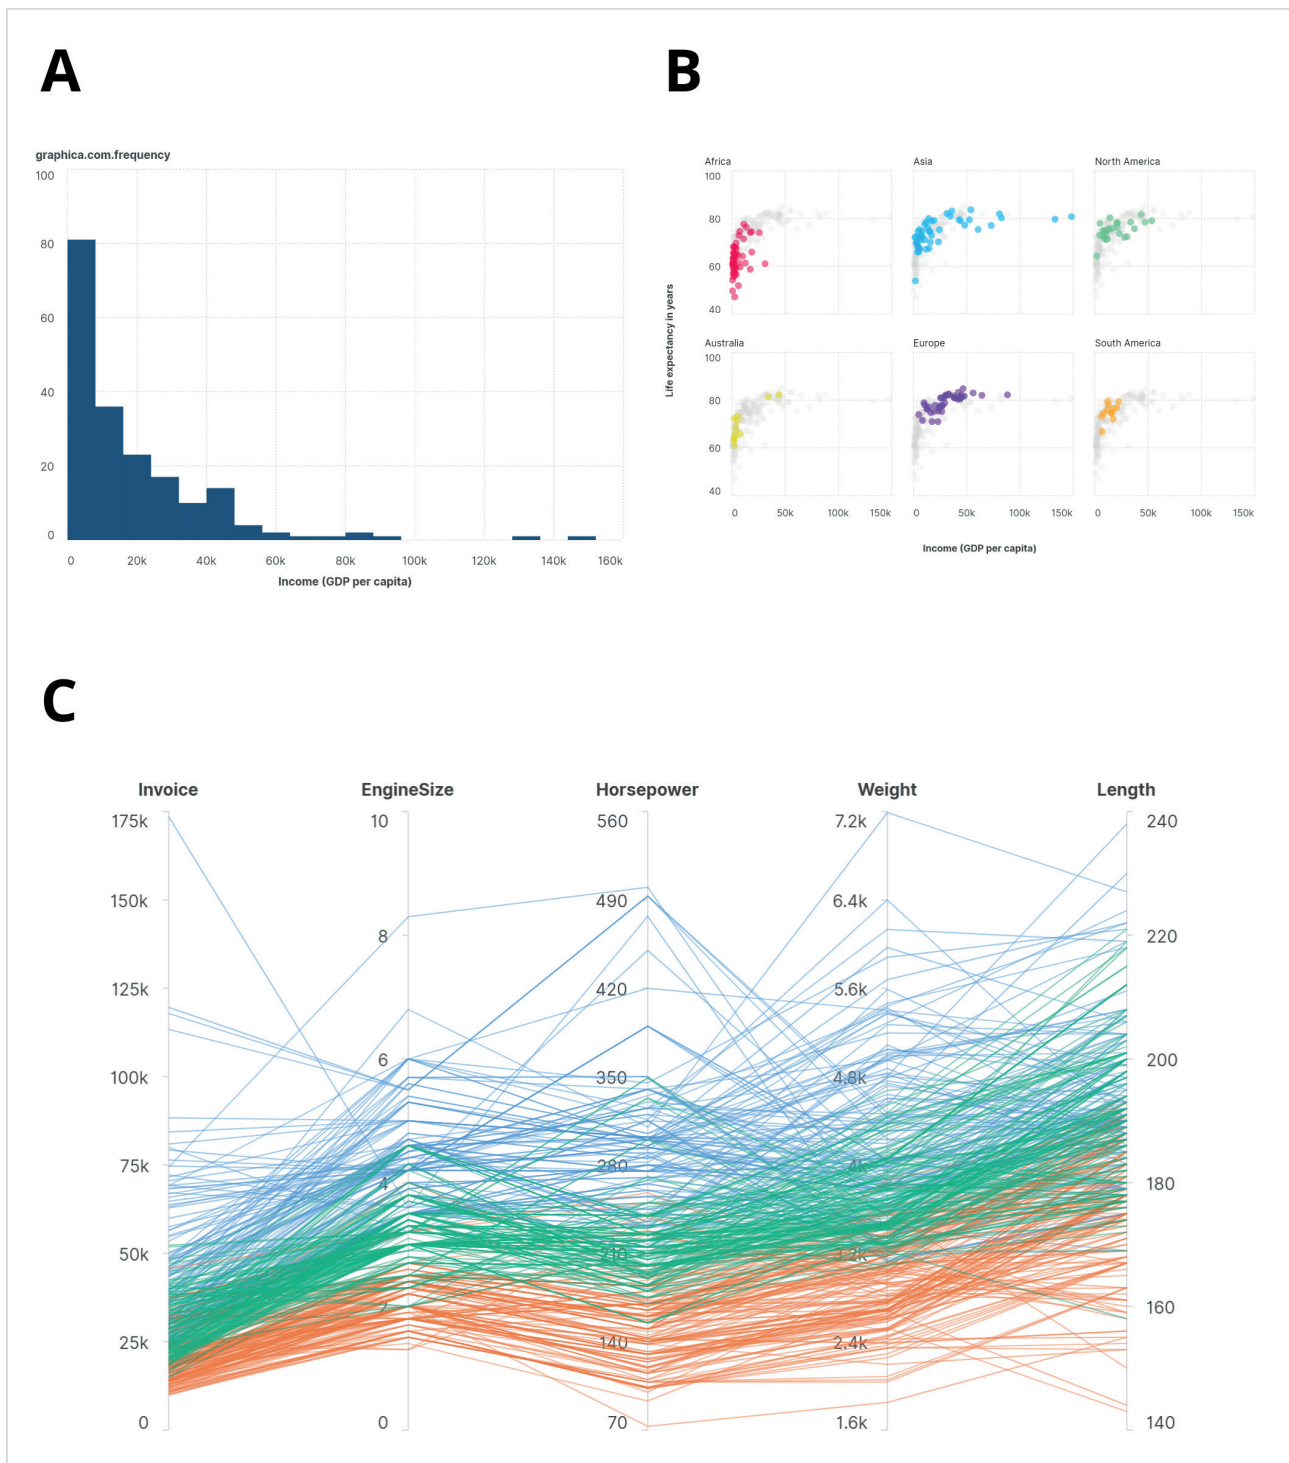 A
B
graphica.com.frequency
100
80
60
40
20
0
0 20k 40k 60k 80k 100k 120k 140k 160k
Income (GDP per capita)
Africa Asia North America
100
80
60
40
Life expectancy in years
Australia Europe South America
100
80
60
40
0 50k 100k 150k 0 50k 100k 150k 0 50k 100k 150k
Income (GDP per capita)
C
Invoice EngineSize Horsepower Weight Length
175k 10 560 7.2k 240
150k 490 6.4k
8 220
125k 420 5.6k
6 200
100k 350 4.8k
75k 280 4k
4 180
50k 210 3.2k
2 160
25k 140 2.4k
0 0 70 1.6k 140